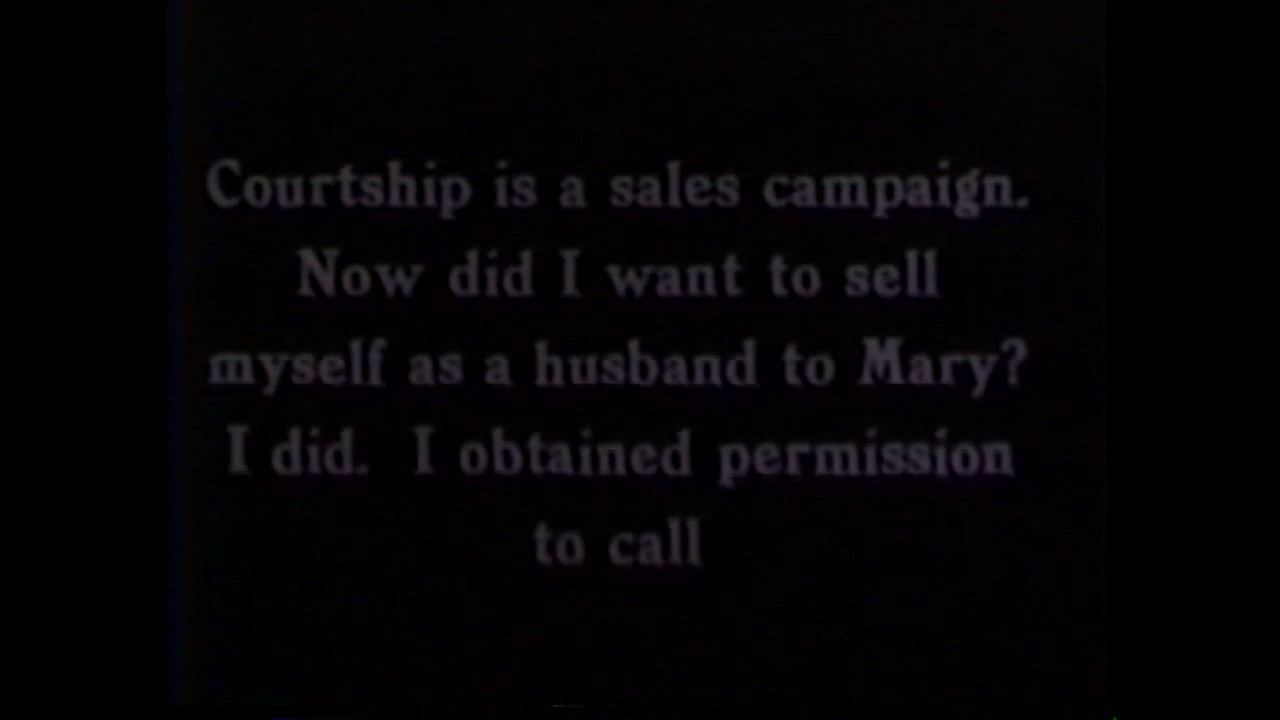 Courtship is a sales campaign.
Now did I want to sell
myself as a husband to Mary?
I did. I obtained permission
to call